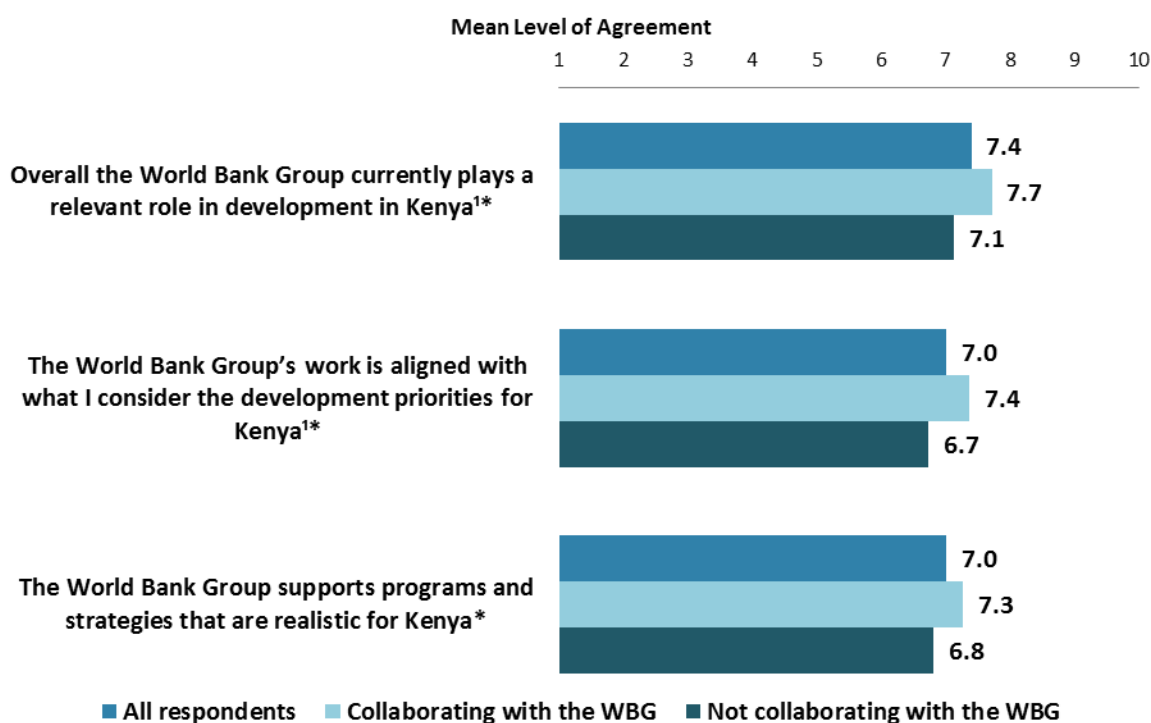 Mean Level of Agreement
1 2 3 4 5 6 7 8 9 10
Overall the World Bank Group currently plays a
relevant role in development in Kenya¹*
7.4
7.7
7.1
The World Bank Group’s work is aligned with
what I consider the development priorities for
Kenya¹*
7.0
7.4
6.7
The World Bank Group supports programs and
strategies that are realistic for Kenya*
7.0
7.3
6.8
All respondents Collaborating with the WBG Not collaborating with the WBG